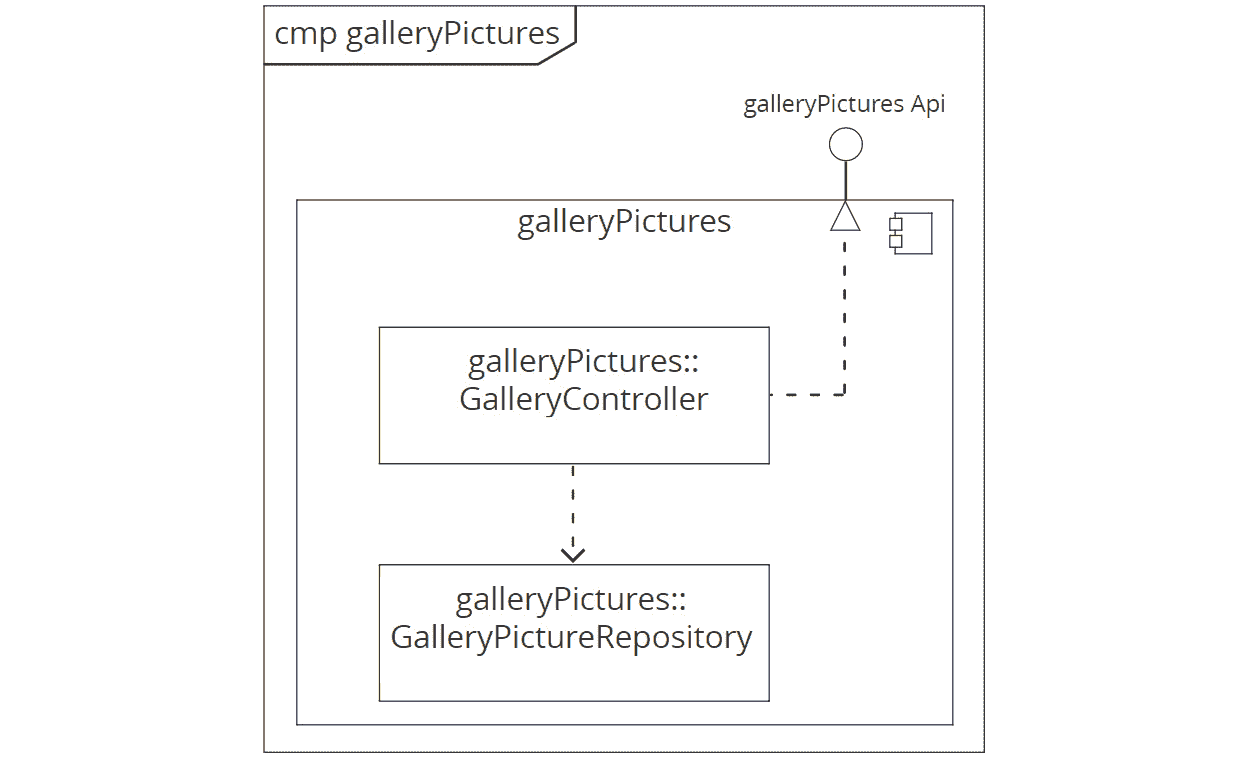 cmp galleryPictures
galleryPictures Api
galleryPictures
galleryPictures::
GalleryController
galleryPictures::
GalleryPictureRepository